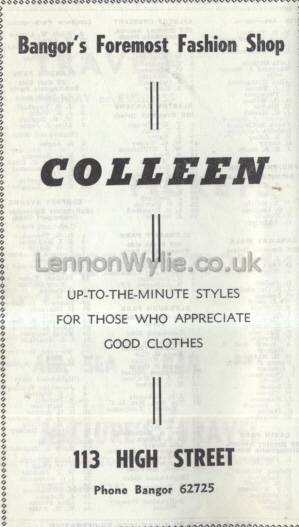 Bangor's Foremost Fashion Shop
COLLEEN
LennonWylie.co.uk
UP-TO-THE-MINUTE STYLES
FOR THOSE WHO APPRECIATE
GOOD CLOTHES
113 HIGH STREET
Phone Bangor 62725